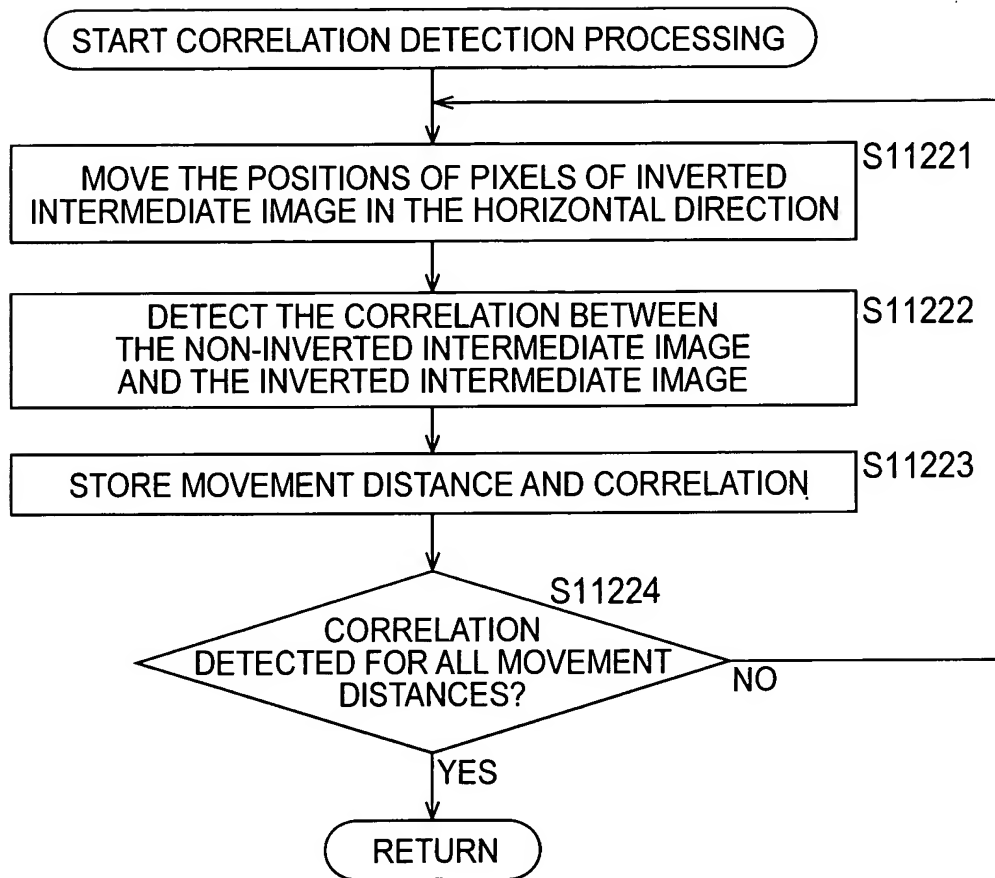 START CORRELATION DETECTION PROCESSING
S11221
MOVE THE POSITIONS OF PIXELS OF INVERTED
INTERMEDIATE IMAGE IN THE HORIZONTAL DIRECTION
S11222
DETECT THE CORRELATION BETWEEN
THE NON-INVERTED INTERMEDIATE IMAGE
AND THE INVERTED INTERMEDIATE IMAGE
S11223
STORE MOVEMENT DISTANCE AND CORRELATION
S11224
CORRELATION
DETECTED FOR ALL MOVEMENT
DISTANCES?
NO
YES
RETURN